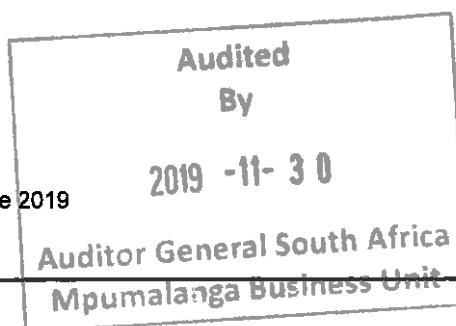 Audited
By
2019 -11- 30
e 2019
Auditor General South Africa
Mpumalanga Business Unit